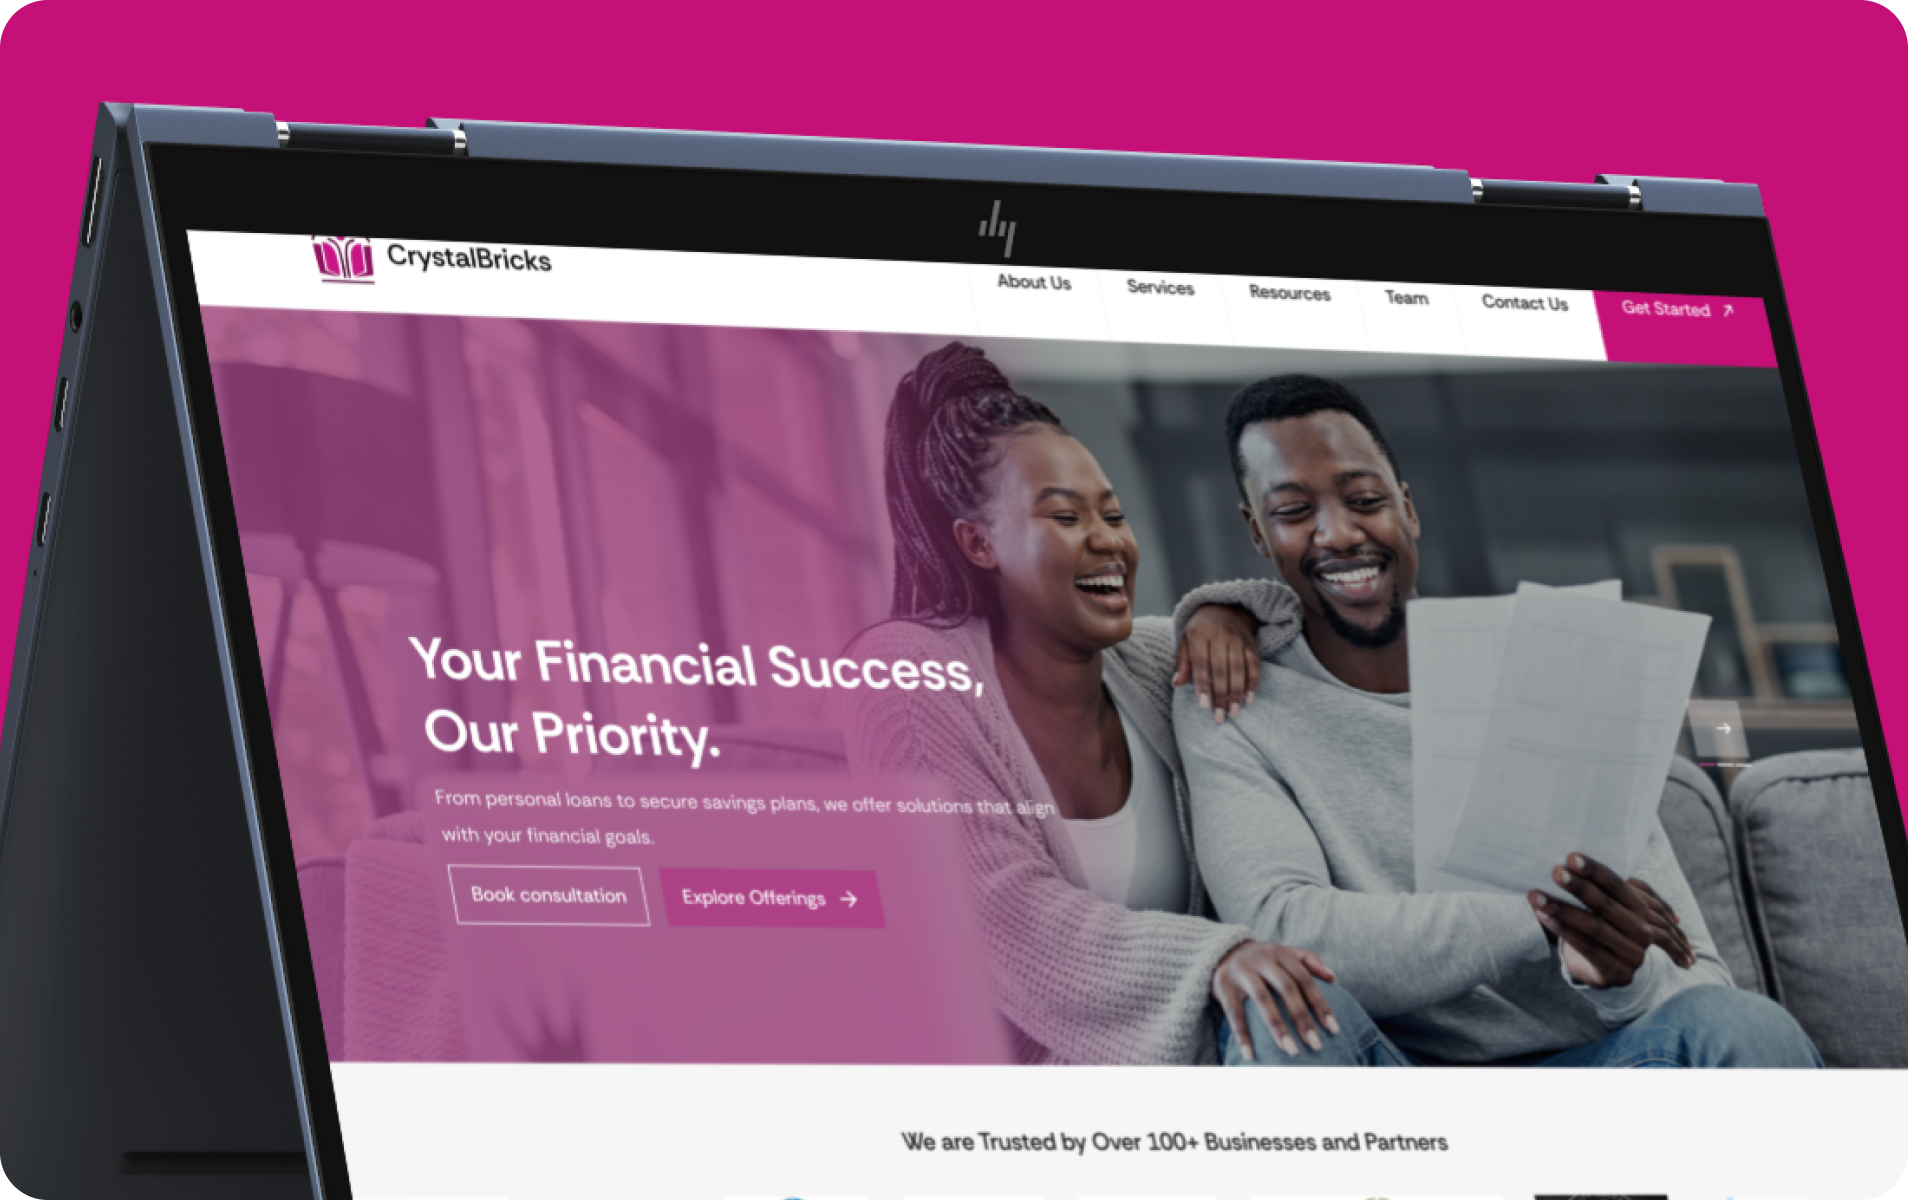 CrystalBricks
About Us
Services
Resources
Team
Contact Us
Get Started
Your Financial Success,
Our Priority.
From personal loans to secure savings plans, we offer solutions that align
with your financial goals.
Book consultation
Explore Offerings
We are Trusted by Over 100+ Businesses and Partners